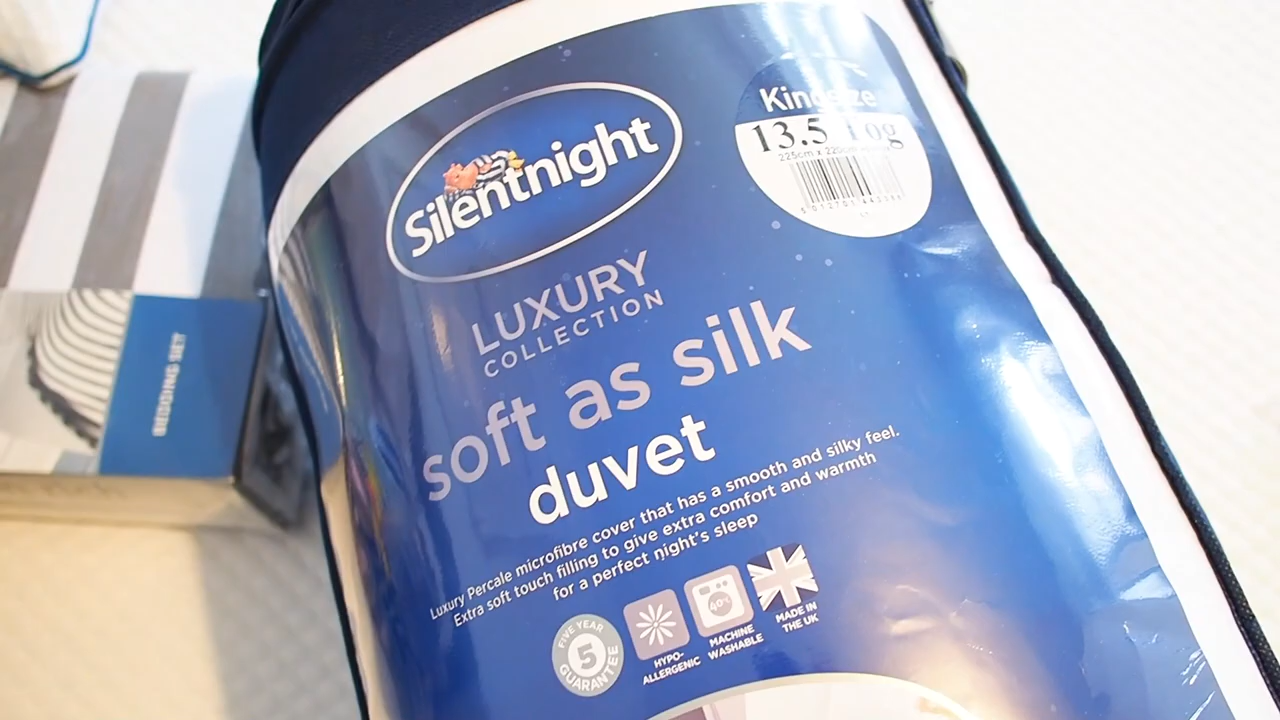 Silentnight
Kingsize
13.5 Tog
225cm x 220cm
LUXURY
COLLECTION
soft as silk
duvet
Luxury Percale microfibre cover that has a smooth and silky feel.
Extra soft touch filling to give extra comfort and warmth
for a perfect night's sleep
FIVE YEAR
5
GUARANTEE
HYPO-
ALLERGENIC
40°C
MACHINE
WASHABLE
MADE IN
THE UK
BEDDING SET